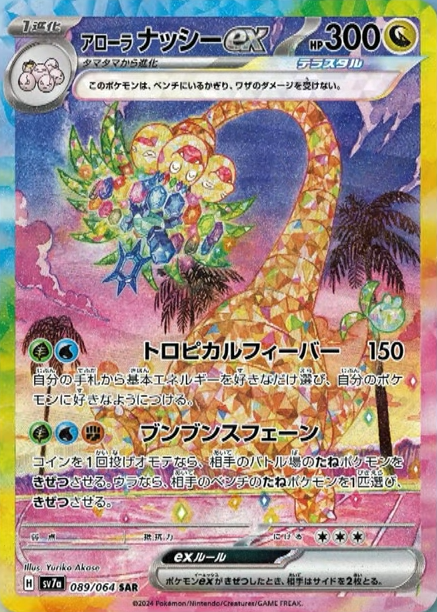 1進化
アローラ ナッシーex HP 300
タマタマから進化 テラスタル
このポケモンは、ベンチにいるかぎり、ワザのダメージを受けない。
トロピカルフィーバー 150
自分の手札から基本エネルギーを好きなだけ選び、自分のポケ
モンに好きなようにつける。
ブンブンスフェーン
コインを1回投げオモテなら、相手のバトル場のたねポケモンを
きぜつさせる。ウラなら、相手のベンチのたねポケモンを1匹選び、
きぜつさせる。
弱点 抵抗力 にげる
Illus. Yuriko Akase
exルール
ポケモンexがきぜつしたとき、相手はサイドを2枚とる。
H sv7a 089/064 SAR
©2024 Pokémon/Nintendo/Creatures/GAME FREAK.